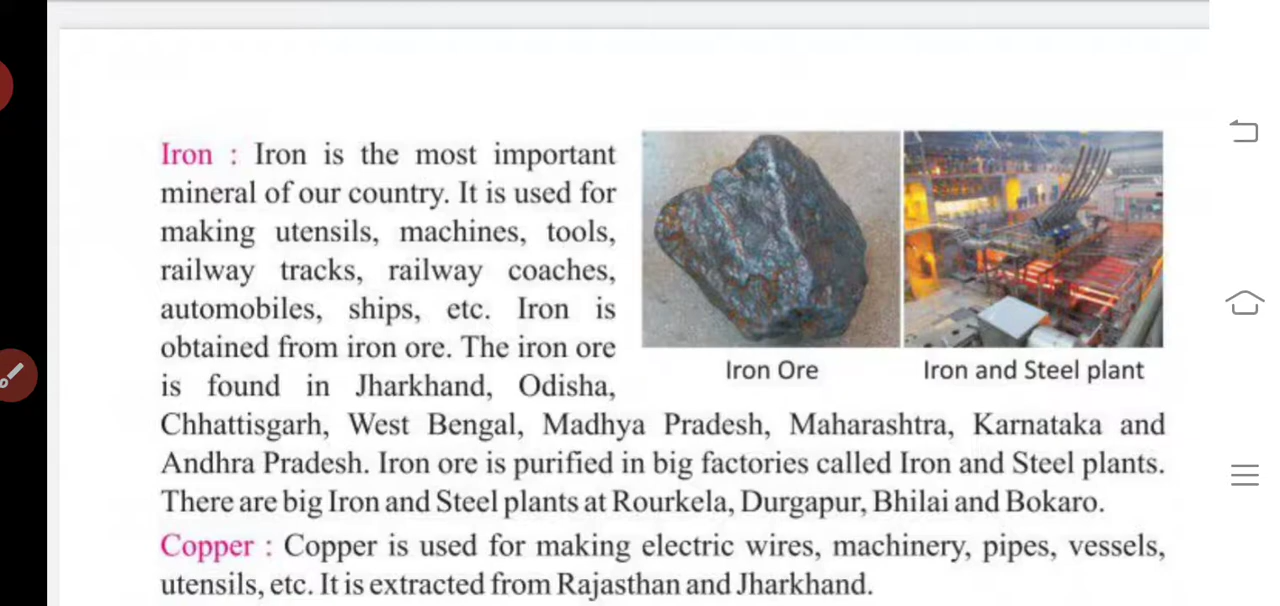 Iron : Iron is the most important
mineral of our country. It is used for
making utensils, machines, tools,
railway tracks, railway coaches,
automobiles, ships, etc. Iron is
obtained from iron ore. The iron ore
is found in Jharkhand, Odisha,
Iron Ore
Iron and Steel plant
Chhattisgarh, West Bengal, Madhya Pradesh, Maharashtra, Karnataka and
Andhra Pradesh. Iron ore is purified in big factories called Iron and Steel plants.
There are big Iron and Steel plants at Rourkela, Durgapur, Bhilai and Bokaro.
Copper : Copper is used for making electric wires, machinery, pipes, vessels,
utensils, etc. It is extracted from Rajasthan and Jharkhand.